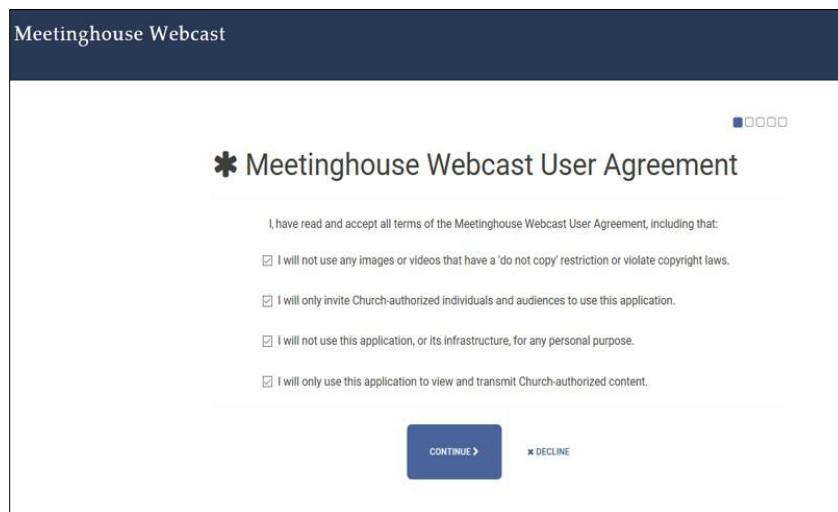 Meetinghouse Webcast
✱ Meetinghouse Webcast User Agreement
I, have read and accept all terms of the Meetinghouse Webcast User Agreement, including that:
I will not use any images or videos that have a 'do not copy' restriction or violate copyright laws.
I will only invite Church-authorized individuals and audiences to use this application.
I will not use this application, or its infrastructure, for any personal purpose.
I will only use this application to view and transmit Church-authorized content.
CONTINUE ❯ ✖ DECLINE